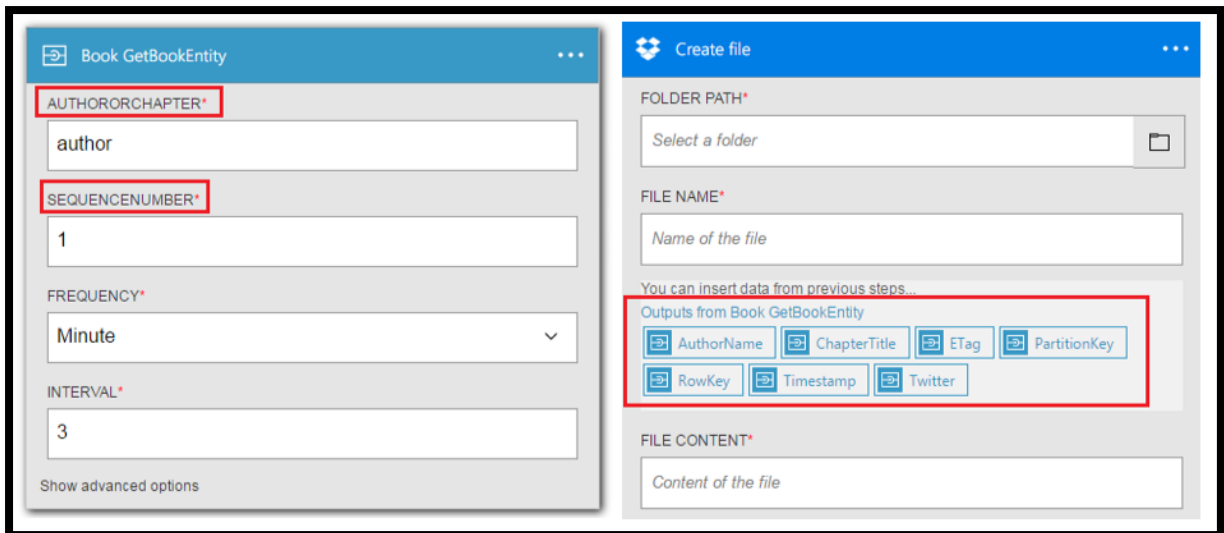 Book GetBookEntity
AUTHORORCHAPTER*
author
SEQUENCENUMBER*
1
FREQUENCY*
Minute
INTERVAL*
3
Show advanced options
Create file
FOLDER PATH*
Select a folder
FILE NAME*
Name of the file
You can insert data from previous steps...
Outputs from Book GetBookEntity
AuthorName ChapterTitle ETag PartitionKey
RowKey Timestamp Twitter
FILE CONTENT*
Content of the file